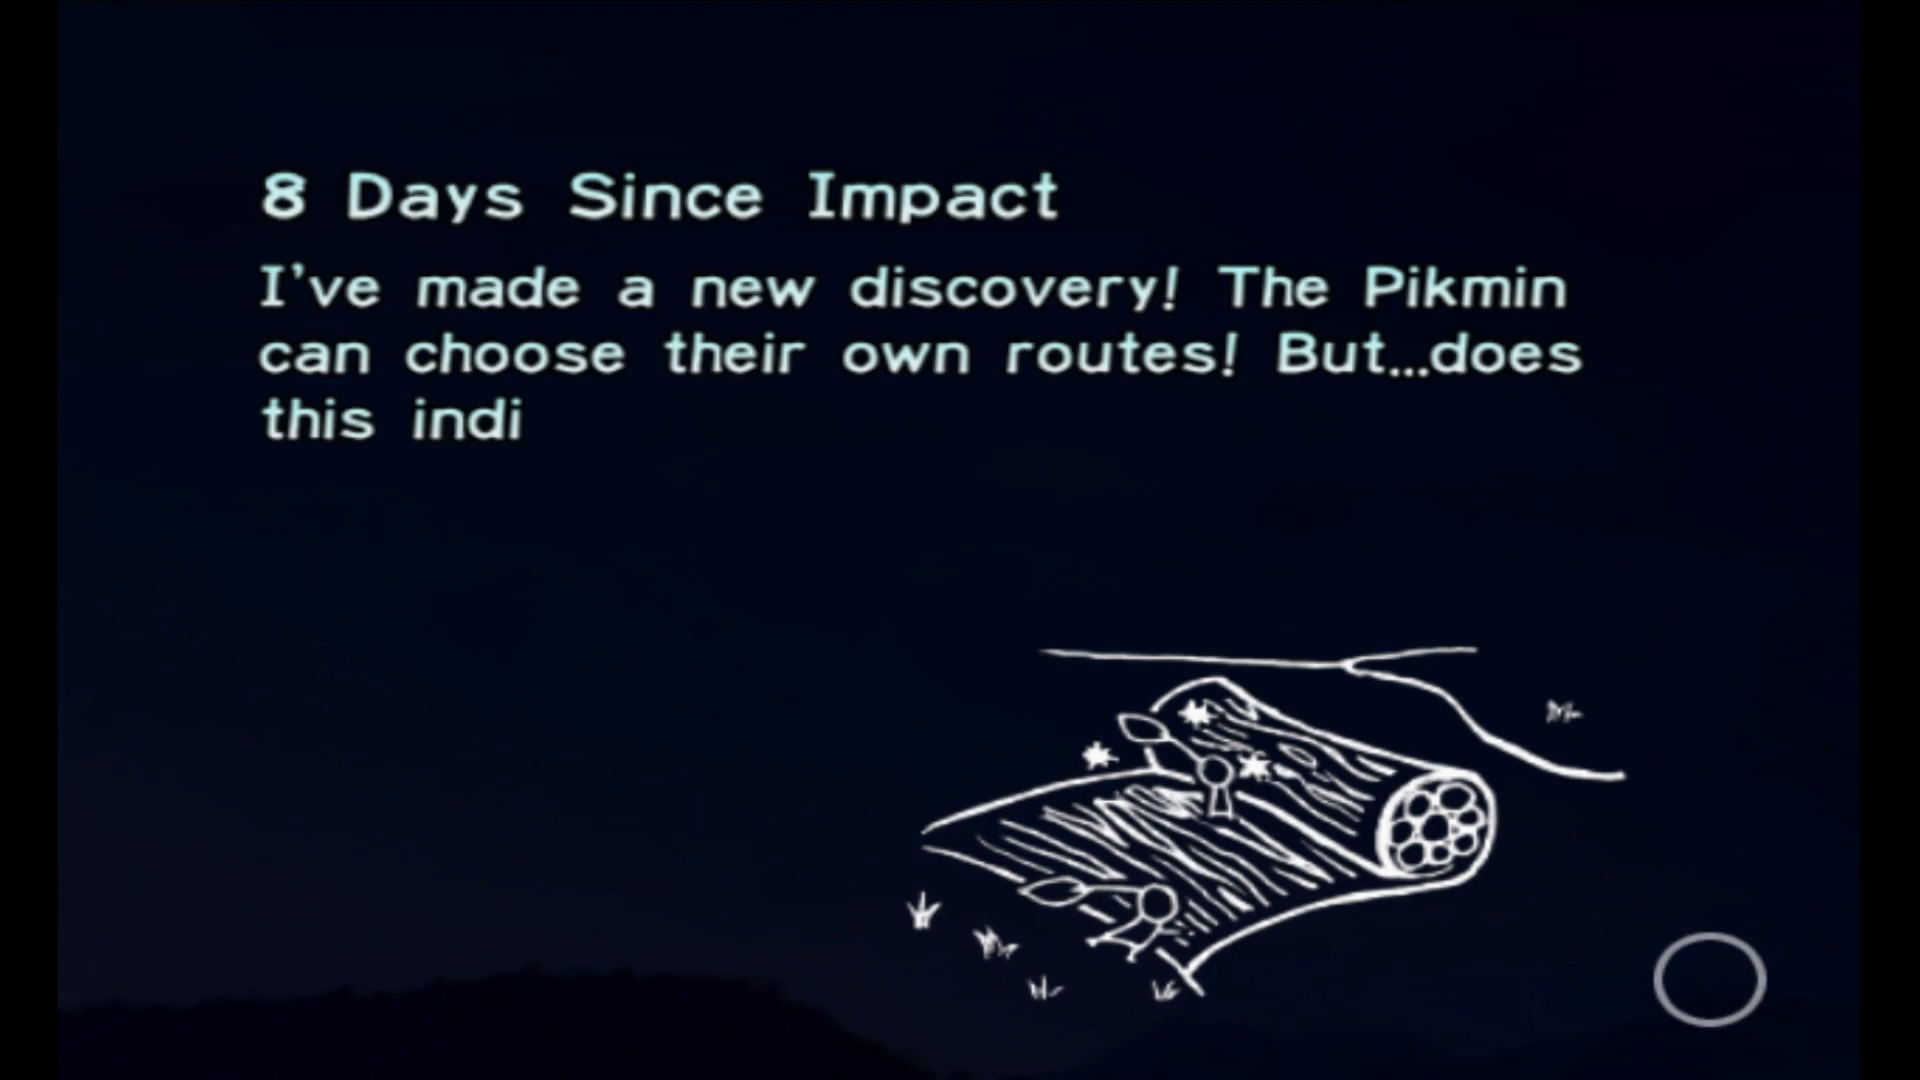 8 Days Since Impact
I've made a new discovery! The Pikmin
can choose their own routes! But...does
this indi